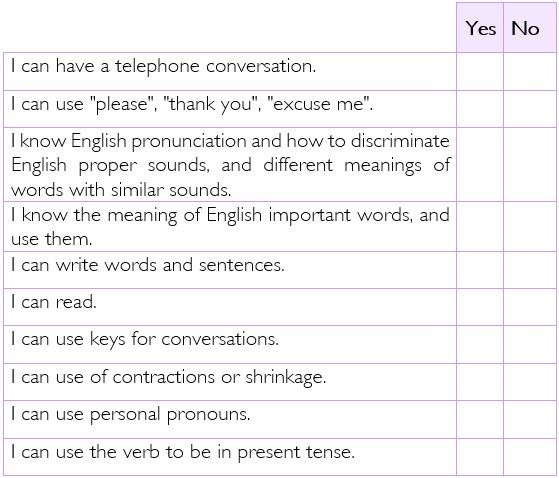 Yes No
I can have a telephone conversation.
I can use "please", "thank you", "excuse me".
I know English pronunciation and how to discriminate
English proper sounds, and different meanings of
words with similar sounds.
I know the meaning of English important words, and
use them.
I can write words and sentences.
I can read.
I can use keys for conversations.
I can use of contractions or shrinkage.
I can use personal pronouns.
I can use the verb to be in present tense.